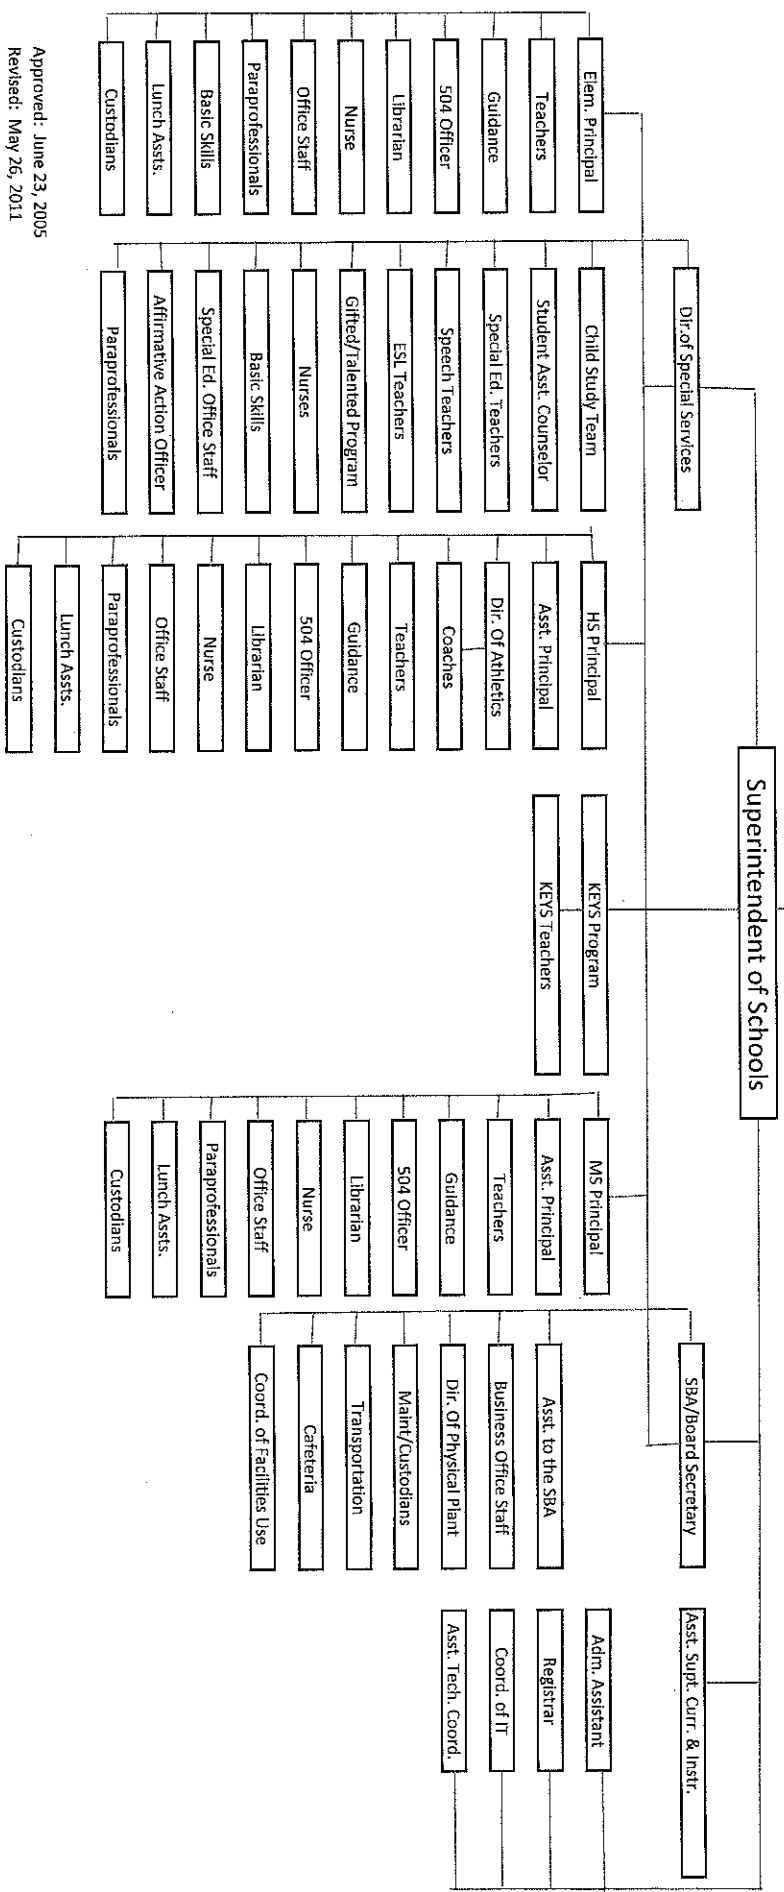 Superintendent of Schools
Dir.of Special Services
SBA/Board Secretary
Asst. Supt. Curr. & Instr.
Elem. Principal
Teachers
Guidance
504 Officer
Librarian
Nurse
Office Staff
Paraprofessionals
Basic Skills
Lunch Assts.
Custodians
Child Study Team
Student Asst. Counselor
Special Ed. Teachers
Speech Teachers
ESL Teachers
Gifted/Talented Program
Nurses
Basic Skills
Special Ed. Office Staff
Affirmative Action Officer
Paraprofessionals
HS Principal
Asst. Principal
Dir. Of Athletics
Coaches
Teachers
Guidance
504 Officer
Librarian
Nurse
Office Staff
Paraprofessionals
Lunch Assts.
Custodians
KEYS Program
KEYS Teachers
MS Principal
Asst. Principal
Teachers
Guidance
504 Officer
Librarian
Nurse
Office Staff
Paraprofessionals
Lunch Assts.
Custodians
Asst. to the SBA
Business Office Staff
Dir. Of Physical Plant
Maint/Custodians
Transportation
Cafeteria
Coord. of Facilities Use
Adm. Assistant
Registrar
Coord. of IT
Asst. Tech. Coord.
Approved: June 23, 2005
Revised: May 26, 2011